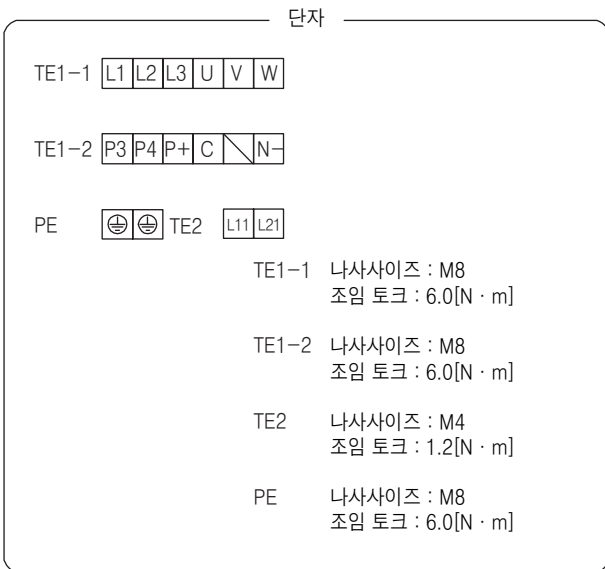 단자
TE1-1 L1 L2 L3 U V W
TE1-2 P3 P4 P+ C N-
PE TE2 L11 L21
TE1-1 나사사이즈 : M8
조임 토크 : 6.0[N · m]
TE1-2 나사사이즈 : M8
조임 토크 : 6.0[N · m]
TE2 나사사이즈 : M4
조임 토크 : 1.2[N · m]
PE 나사사이즈 : M8
조임 토크 : 6.0[N · m]